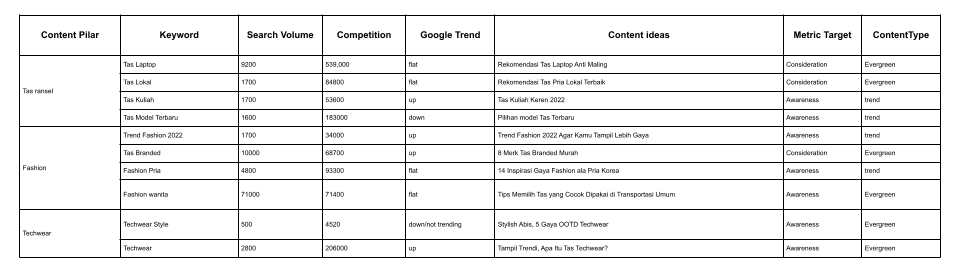 Content Pilar Keyword Search Volume Competition Google Trend Content ideas Metric Target ContentType
Tas ransel
Tas Laptop 9200 539,000 flat Rekomendasi Tas Laptop Anti Maling Consideration Evergreen
Tas Lokal 1700 84800 flat Rekomendasi Tas Pria Lokal Terbaik Consideration Evergreen
Tas Kuliah 1700 53600 up Tas Kuliah Keren 2022 Awareness trend
Tas Model Terbaru 1600 183000 down Pilihan model Tas Terbaru Awareness trend
Fashion
Trend Fashion 2022 1700 34000 up Trend Fashion 2022 Agar Kamu Tampil Lebih Gaya Awareness trend
Tas Branded 10000 68700 up 8 Merk Tas Branded Murah Consideration Evergreen
Fashion Pria 4800 93300 flat 14 Inspirasi Gaya Fashion ala Pria Korea Awareness trend
Fashion wanita 71000 71400 flat Tips Memilih Tas yang Cocok Dipakai di Transportasi Umum Awareness Evergreen
Techwear
Techwear Style 500 4520 down/not trending Stylish Abis, 5 Gaya OOTD Techwear Awareness Evergreen
Techwear 2800 206000 up Tampil Trendi, Apa Itu Tas Techwear? Awareness Evergreen